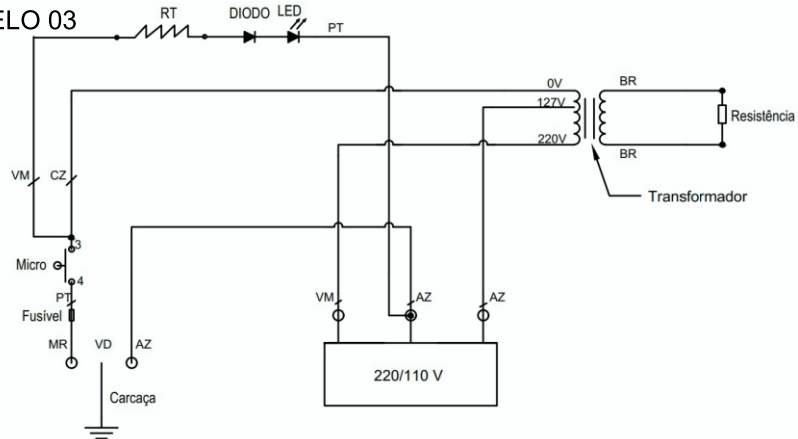 ELO 03
RT
DIODO
LED
PT
0V
127V
220V
BR
Resistência
BR
Transformador
VM
CZ
3
Micro
4
PT
Fusível
MR
VD
AZ
Carcaça
VM
AZ
AZ
220/110 V